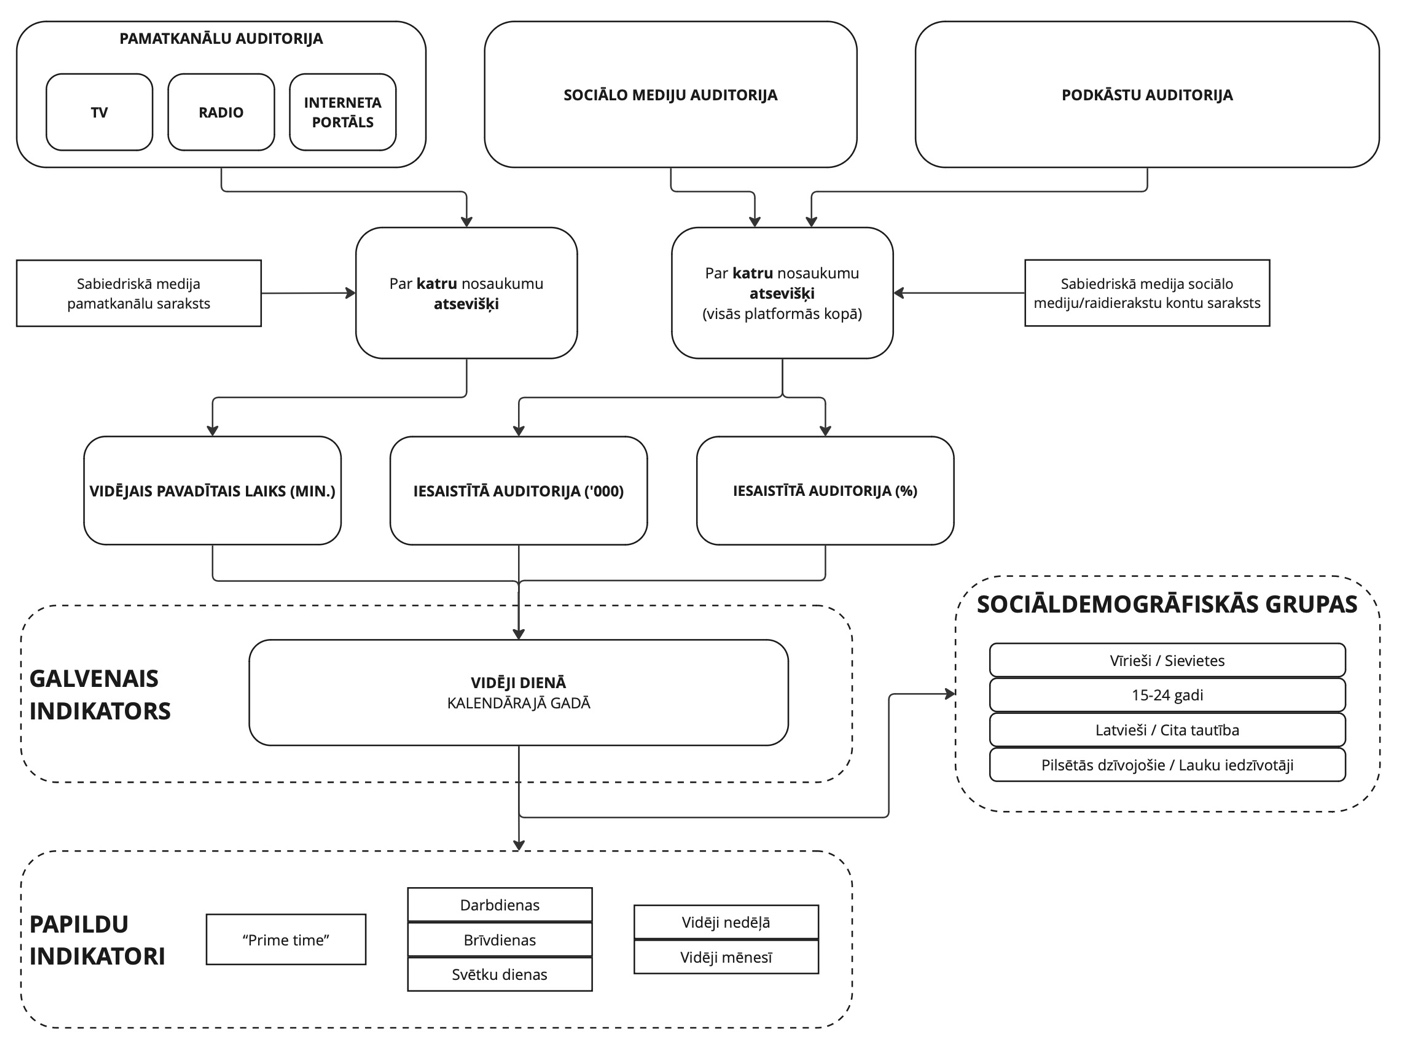 PAMATKANĀLU AUDITORIJA
TV
RADIO
INTERNETA
PORTĀLS
SOCIĀLO MEDIJU AUDITORIJA
PODKĀSTU AUDITORIJA
Sabiedriskā medija
pamatkanālu saraksts
Par katru nosaukumu
atsevišķi
Par katru nosaukumu
atsevišķi
(visās platformās kopā)
Sabiedriskā medija sociālo
mediju/raidierakstu kontu saraksts
VIDĒJAIS PAVADĪTAIS LAIKS (MIN.)
IESAISTĪTĀ AUDITORIJA ('000)
IESAISTĪTĀ AUDITORIJA (%)
GALVENAIS
INDIKATORS
VIDĒJI DIENĀ
KALENDĀRAJĀ GADĀ
SOCIĀLDEMOGRĀFISKĀS GRUPAS
Vīrieši / Sievietes
15-24 gadi
Latvieši / Cita tautība
Pilsētās dzīvojošie / Lauku iedzīvotāji
PAPILDU
INDIKATORI
“Prime time”
Darbdienas
Brīvdienas
Svētku dienas
Vidēji nedēļā
Vidēji mēnesī